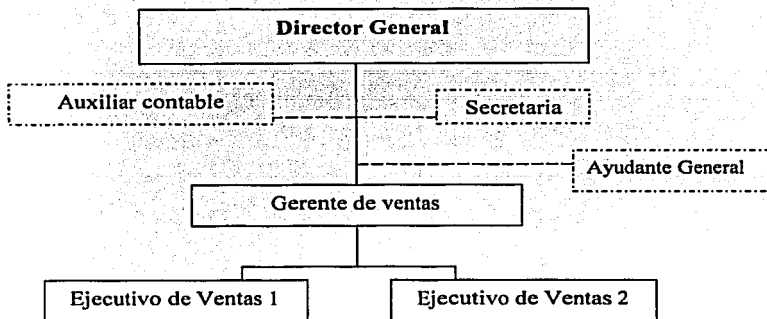 Director General
Auxiliar contable
Secretaria
Ayudante General
Gerente de ventas
Ejecutivo de Ventas 1
Ejecutivo de Ventas 2